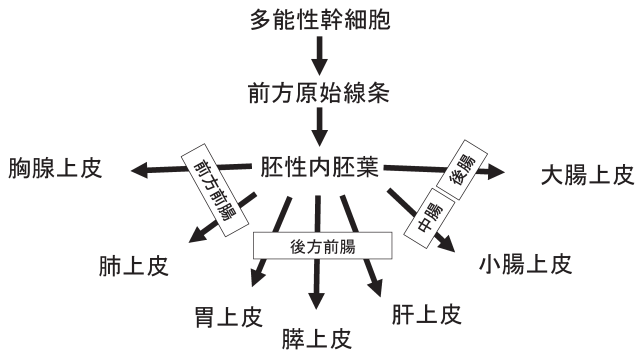 多能性幹細胞
前方原始線条
胚性内胚葉
胸腺上皮
前方前腸
肺上皮
後方前腸
胃上皮
膵上皮
肝上皮
中腸
小腸上皮
後腸
大腸上皮